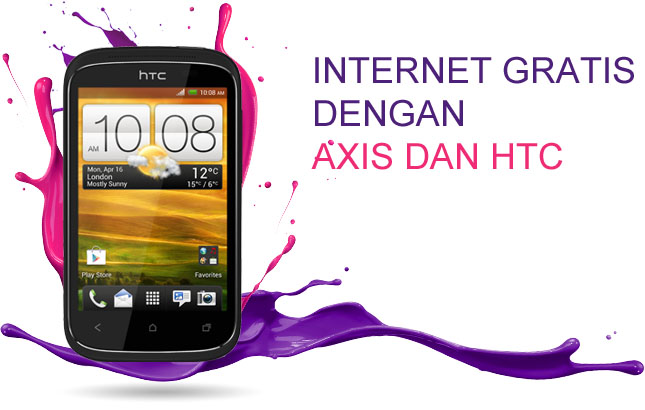 INTERNET GRATIS
DENGAN
AXIS DAN HTC
hTC
10:08 AM
10 08
AM
Mon, Apr 16
London
Mostly Sunny
12°C
15°C / 6°C
Play Store
Favorites